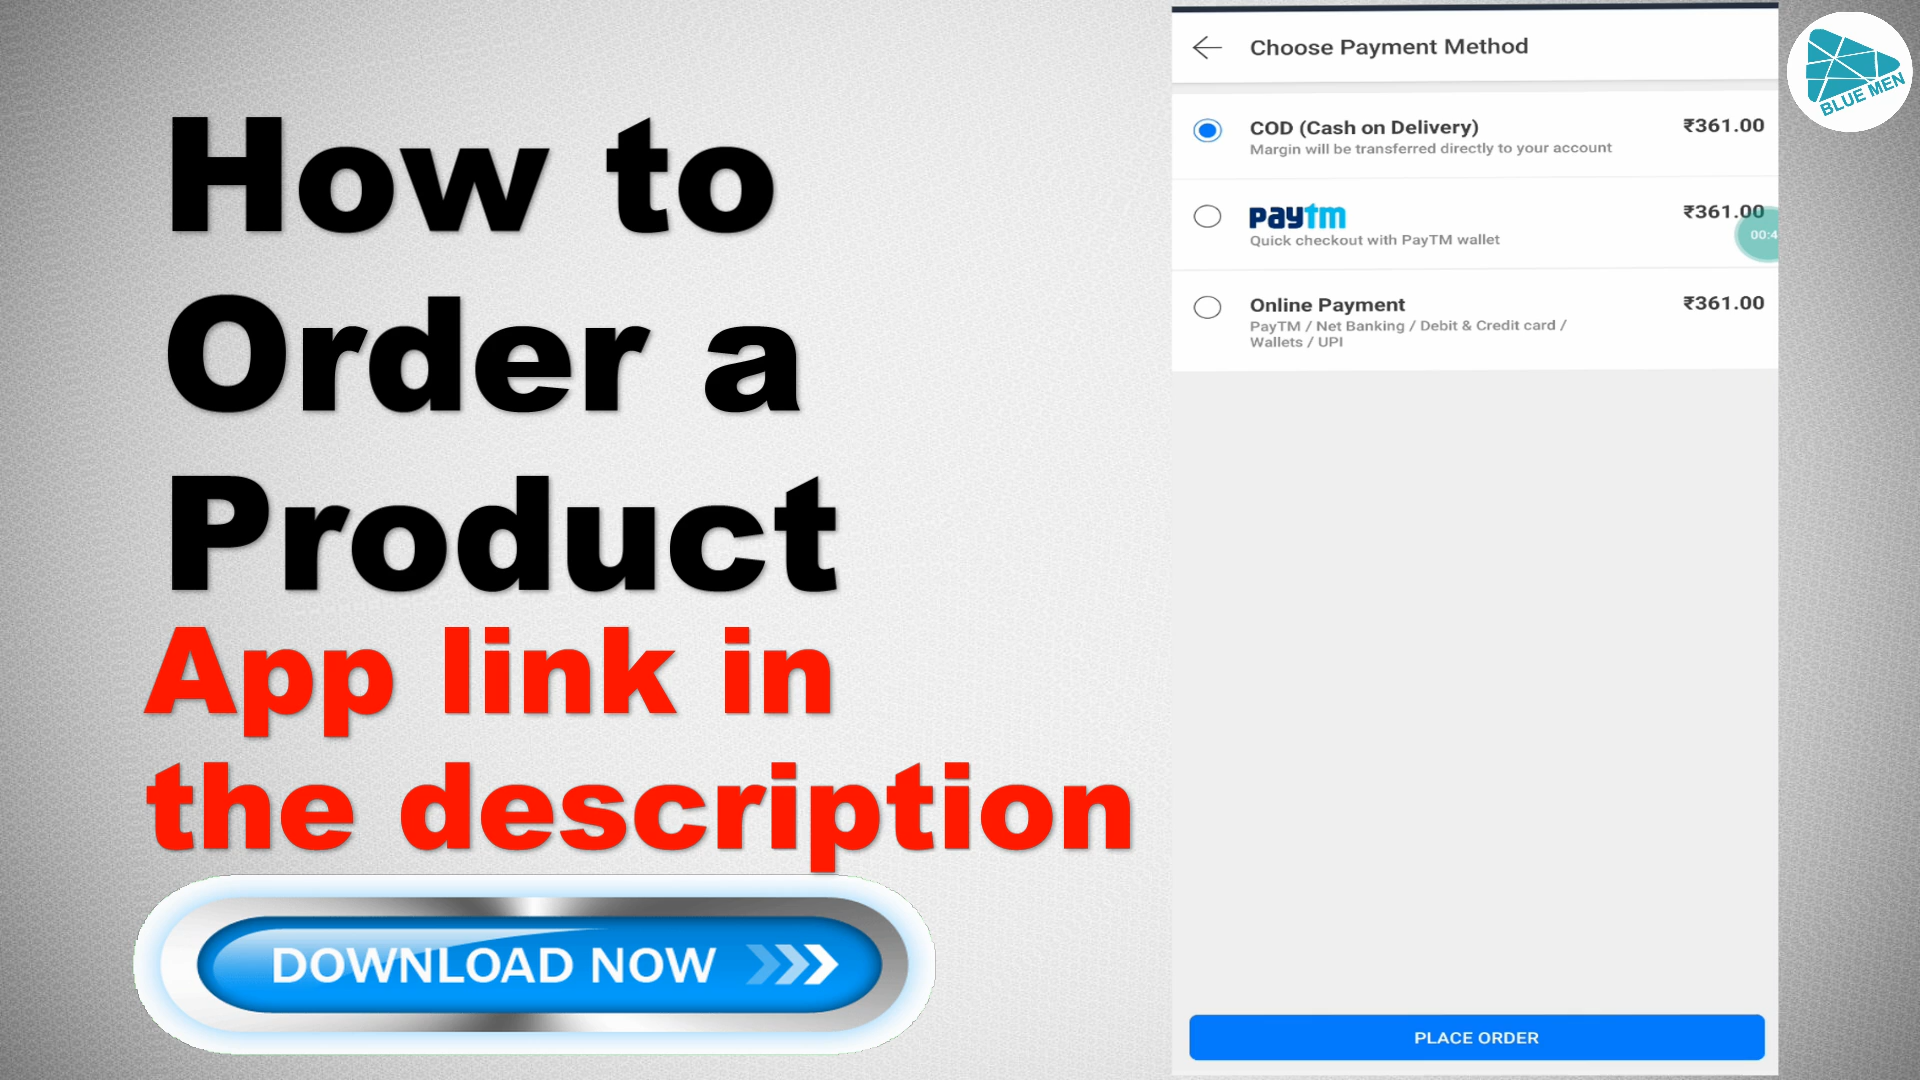 How to
Order a
Product
App link in
the description
DOWNLOAD NOW
Choose Payment Method
COD (Cash on Delivery)
₹361.00
Margin will be transferred directly to your account
paytm
₹361.00
Quick checkout with PayTM wallet
00:4
Online Payment
₹361.00
PayTM / Net Banking / Debit & Credit card /
Wallets / UPI
PLACE ORDER
BLUE MEN